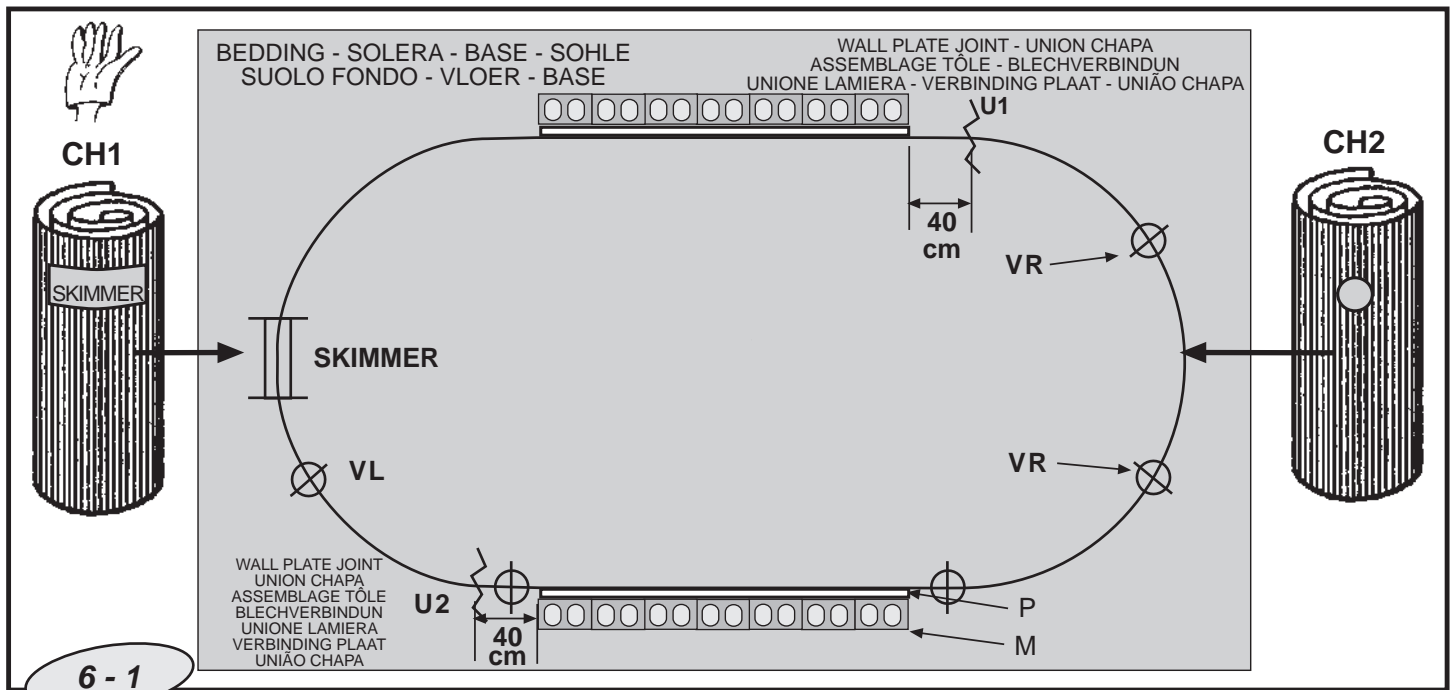 BEDDING - SOLERA - BASE - SOHLE
SUOLO FONDO - VLOER - BASE
WALL PLATE JOINT - UNION CHAPA
ASSEMBLAGE TÔLE - BLECHVERBINDUN
UNIONE LAMIERA - VERBINDING PLAAT - UNIÃO CHAPA
U1
CH1
CH2
40
cm
VR
SKIMMER
SKIMMER
VL
VR
WALL PLATE JOINT
UNION CHAPA
ASSEMBLAGE TÔLE
BLECHVERBINDUN
UNIONE LAMIERA
VERBINDING PLAAT
UNIÃO CHAPA
U2
40
cm
P
M
6 - 1